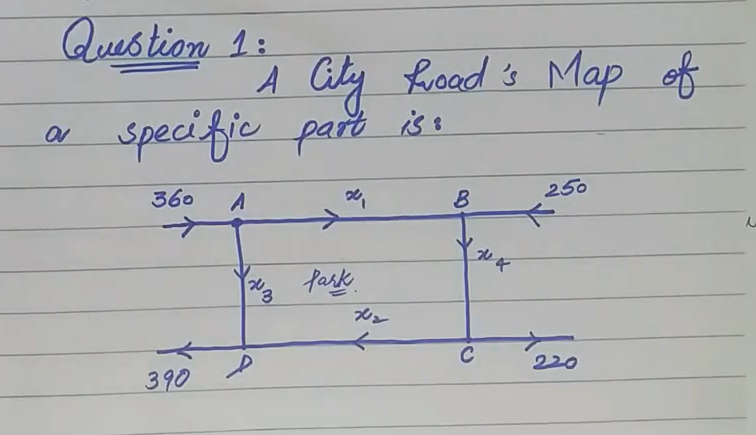 Question 1:
A City Road's Map of
a specific part is:
360 A x₁ B 250
x₄
x₃ Park.
x₂
390 D C 220